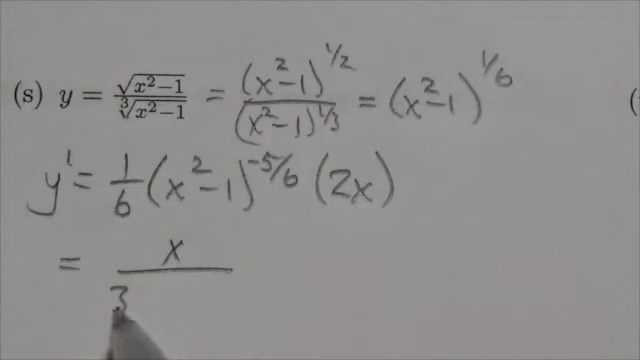 (s) y = √(x²−1) / ∛(x²−1) = (x²−1)^1/2 / (x²−1)^1/3 = (x²−1)^1/6
y' = 1/6 (x²−1)^−5/6 (2x)
= x / 3